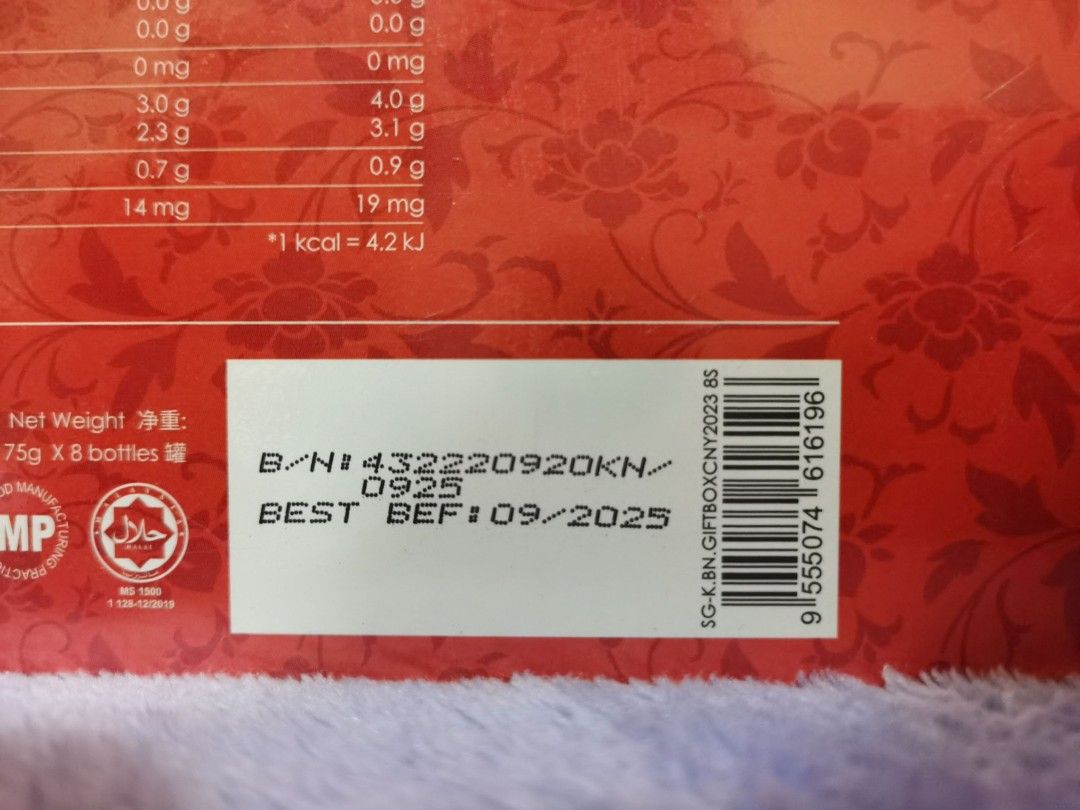 0.0 g 0.0 g
0 mg 0 mg
3.0 g 4.0 g
2.3 g 3.1 g
0.7 g 0.9 g
14 mg 19 mg
*1 kcal = 4.2 kJ
Net Weight 净重:
75g X 8 bottles 罐
MP
MANUFACTURING
حلال
HALAL
MS 1500
1 128-12/2019
B/N: 432220920KN/
0925
BEST BEF: 09/2025
SG-K.BN.GIFTBOXCNY2023 8S
9 555074 616196